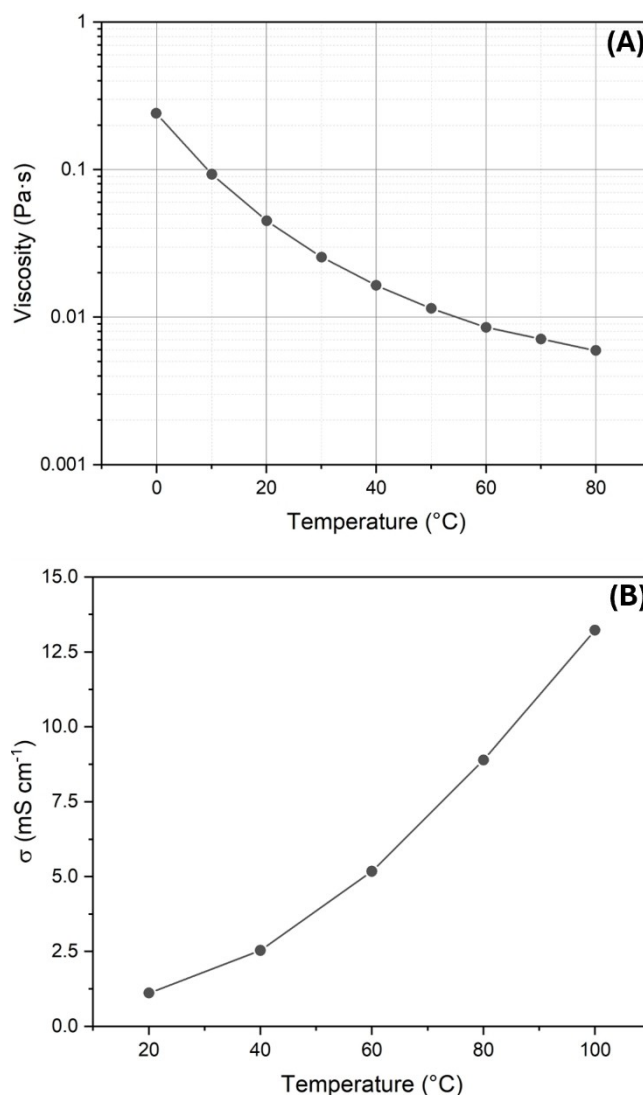 (A)
1
0.1
0.01
0.001
Viscosity (Pa·s)
0 20 40 60 80
Temperature (°C)
(B)
15.0
12.5
10.0
7.5
5.0
2.5
0.0
σ (mS cm⁻¹)
20 40 60 80 100
Temperature (°C)